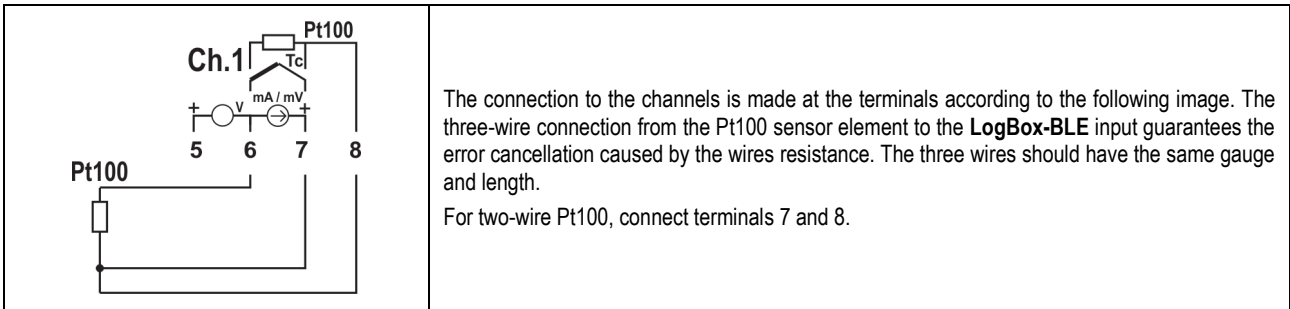 Pt100
Ch.1
Tc
mA / mV
+ V +
5 6 7 8
Pt100
The connection to the channels is made at the terminals according to the following image. The
three-wire connection from the Pt100 sensor element to the LogBox-BLE input guarantees the
error cancellation caused by the wires resistance. The three wires should have the same gauge
and length.
For two-wire Pt100, connect terminals 7 and 8.